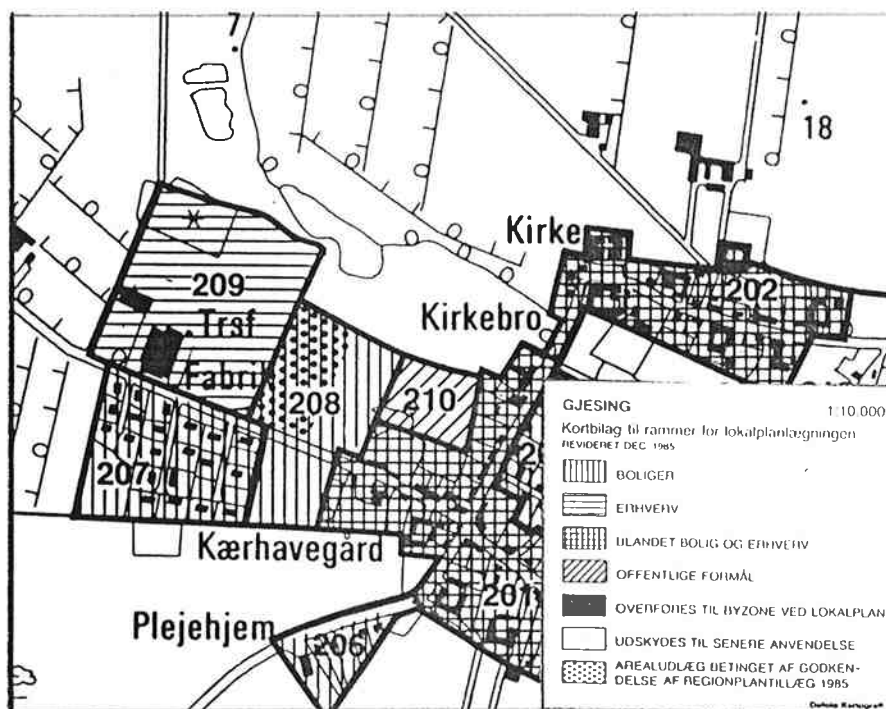 7
18
Kirke
209
202
Trsf
Kirkebro
Fabrik
208
210
207
Kærhavegård
201
Plejehjem
206
GJESING
1:10.000
Kortbilag til rammer for lokalplanlægningen
REVIDERET DEC. 1985
BOLIGER
ERHVERV
BLANDET BOLIG OG ERHVERV
OFFENTLIGE FORMÅL
OVERFØRES TIL BYZONE VED LOKALPLAN
UDSKYDES TIL SENERE ANVENDELSE
AREALUDLÆG BETINGET AF GODKEN-
DELSE AF REGIONPLANTILLÆG 1985